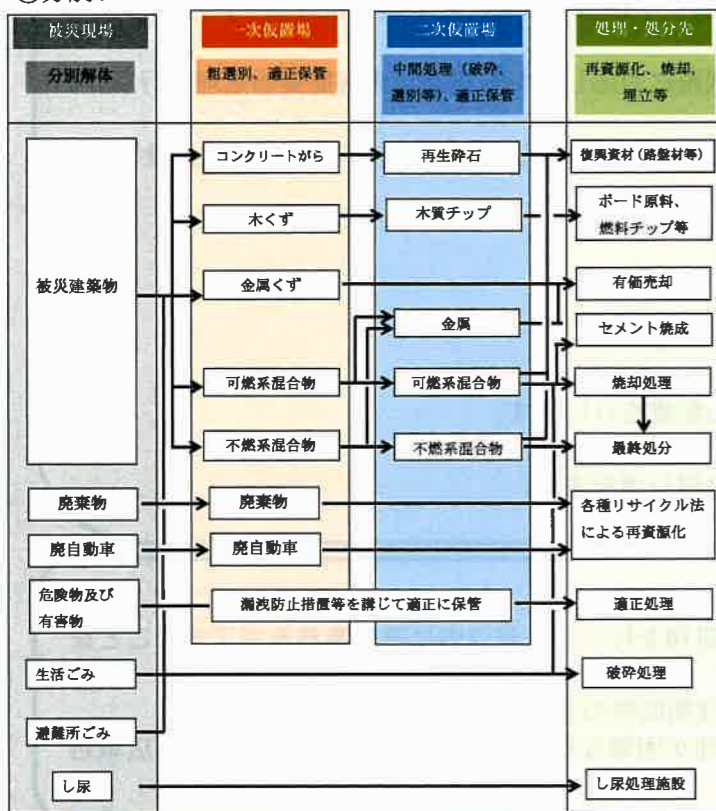 被災現場
一次仮置場
二次仮置場
処理・処分先
分別解体
粗選別、適正保管
中間処理（破砕、
選別等）、適正保管
再資源化、焼却、
埋立等
被災建築物
コンクリートがら
再生砕石
復興資材（路盤材等）
木くず
木質チップ
ボード原料、
燃料チップ等
金属くず
有価売却
金属
セメント焼成
可燃系混合物
可燃系混合物
焼却処理
不燃系混合物
不燃系混合物
最終処分
廃棄物
廃棄物
各種リサイクル法
による再資源化
廃自動車
廃自動車
危険物及び
有害物
漏洩防止措置等を講じて適正に保管
適正処理
生活ごみ
破砕処理
避難所ごみ
し尿
し尿処理施設